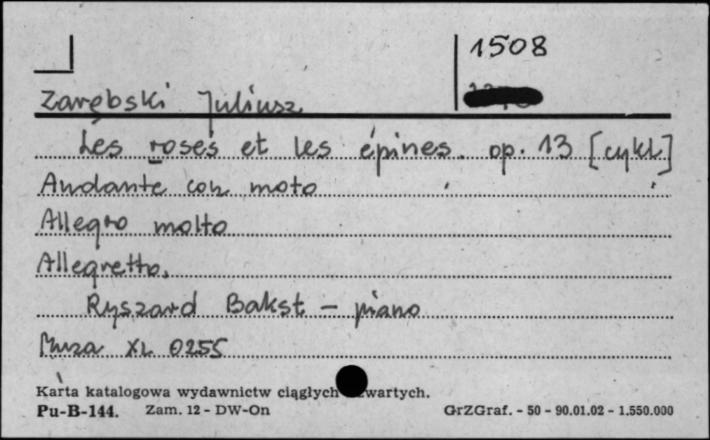 1508
Zarębski Juliusz
Les roses et les épines. op. 13 [cykl]
Andante con moto
Allegro molto
Allegretto.
Ryszard Bakst - piano
Muza XL 0255
Karta katalogowa wydawnictw ciągłych zwartych.
Pu-B-144. Zam. 12 - DW-On GrZGraf. - 50 - 90.01.02 - 1.550.000